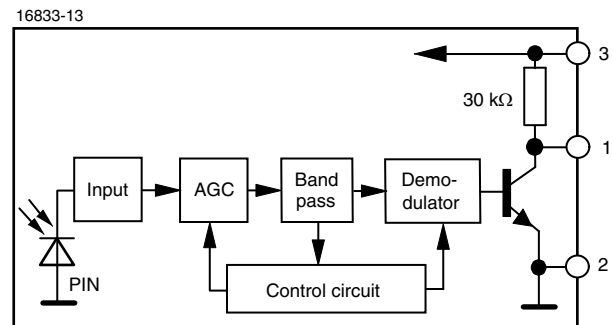 16833-13
3
30 kΩ
1
Input
AGC
Band
pass
Demo-
dulator
PIN
Control circuit
2